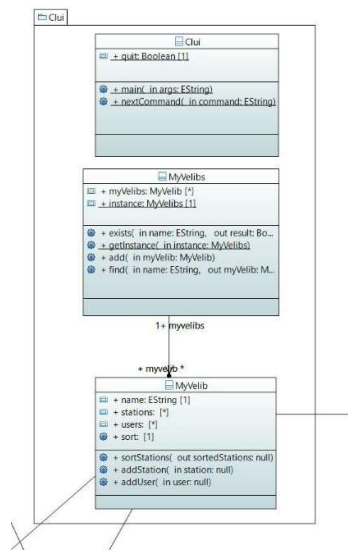 Clui
Clui
+ quit: Boolean [1]
+ main( in args: EString)
+ nextCommand( in command: EString)
MyVelibs
+ myVelibs: MyVelib [*]
+ instance: MyVelibs [1]
+ exists( in name: EString, out result: Bo...
+ getInstance( in instance: MyVelibs)
+ add( in myVelib: MyVelib)
+ find( in name: EString, out myVelib: M...
1+ myvelibs
+ myvelib *
MyVelib
+ name: EString [1]
+ stations: [*]
+ users: [*]
+ sort: [1]
+ sortStations( out sortedStations: null)
+ addStation( in station: null)
+ addUser( in user: null)